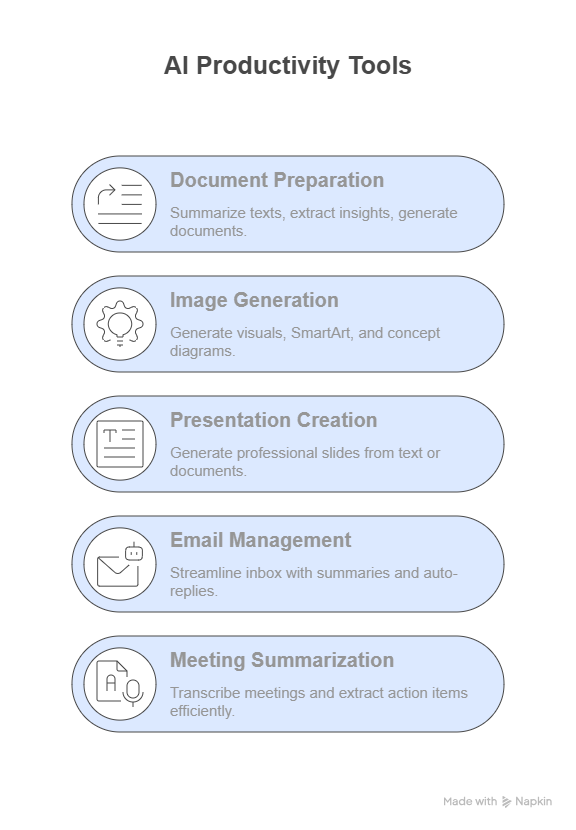 AI Productivity Tools
Document Preparation
Summarize texts, extract insights, generate
documents.
Image Generation
Generate visuals, SmartArt, and concept
diagrams.
Presentation Creation
Generate professional slides from text or
documents.
Email Management
Streamline inbox with summaries and auto-
replies.
Meeting Summarization
Transcribe meetings and extract action items
efficiently.
Made with Napkin